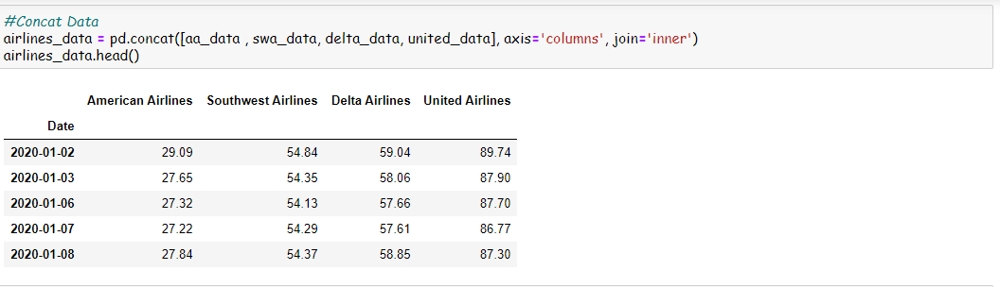 #Concat Data
airlines_data = pd.concat([aa_data , swa_data, delta_data, united_data], axis='columns', join='inner')
airlines_data.head()
American Airlines Southwest Airlines Delta Airlines United Airlines
Date
2020-01-02 29.09 54.84 59.04 89.74
2020-01-03 27.65 54.35 58.06 87.90
2020-01-06 27.32 54.13 57.66 87.70
2020-01-07 27.22 54.29 57.61 86.77
2020-01-08 27.84 54.37 58.85 87.30